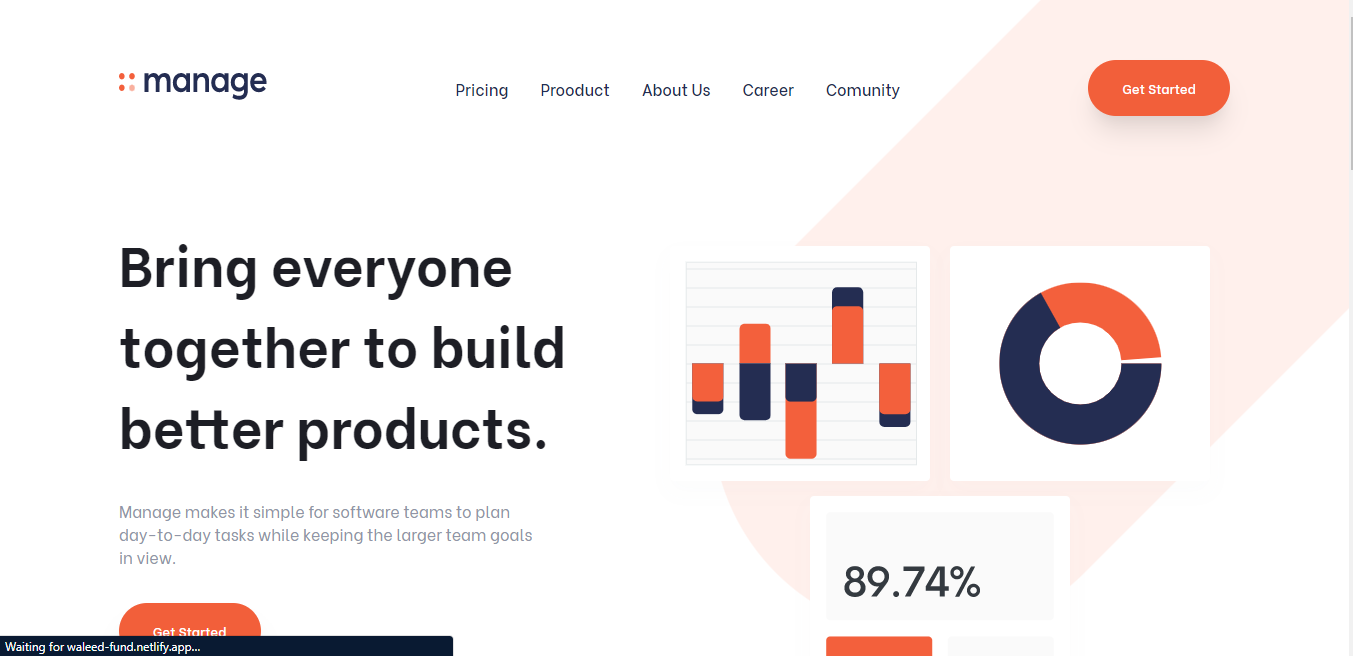 manage
Pricing Prooduct About Us Career Comunity
Get Started
Bring everyone
together to build
better products.
Manage makes it simple for software teams to plan
day-to-day tasks while keeping the larger team goals
in view.
Get Started
89.74%
Waiting for waleed-fund.netlify.app...